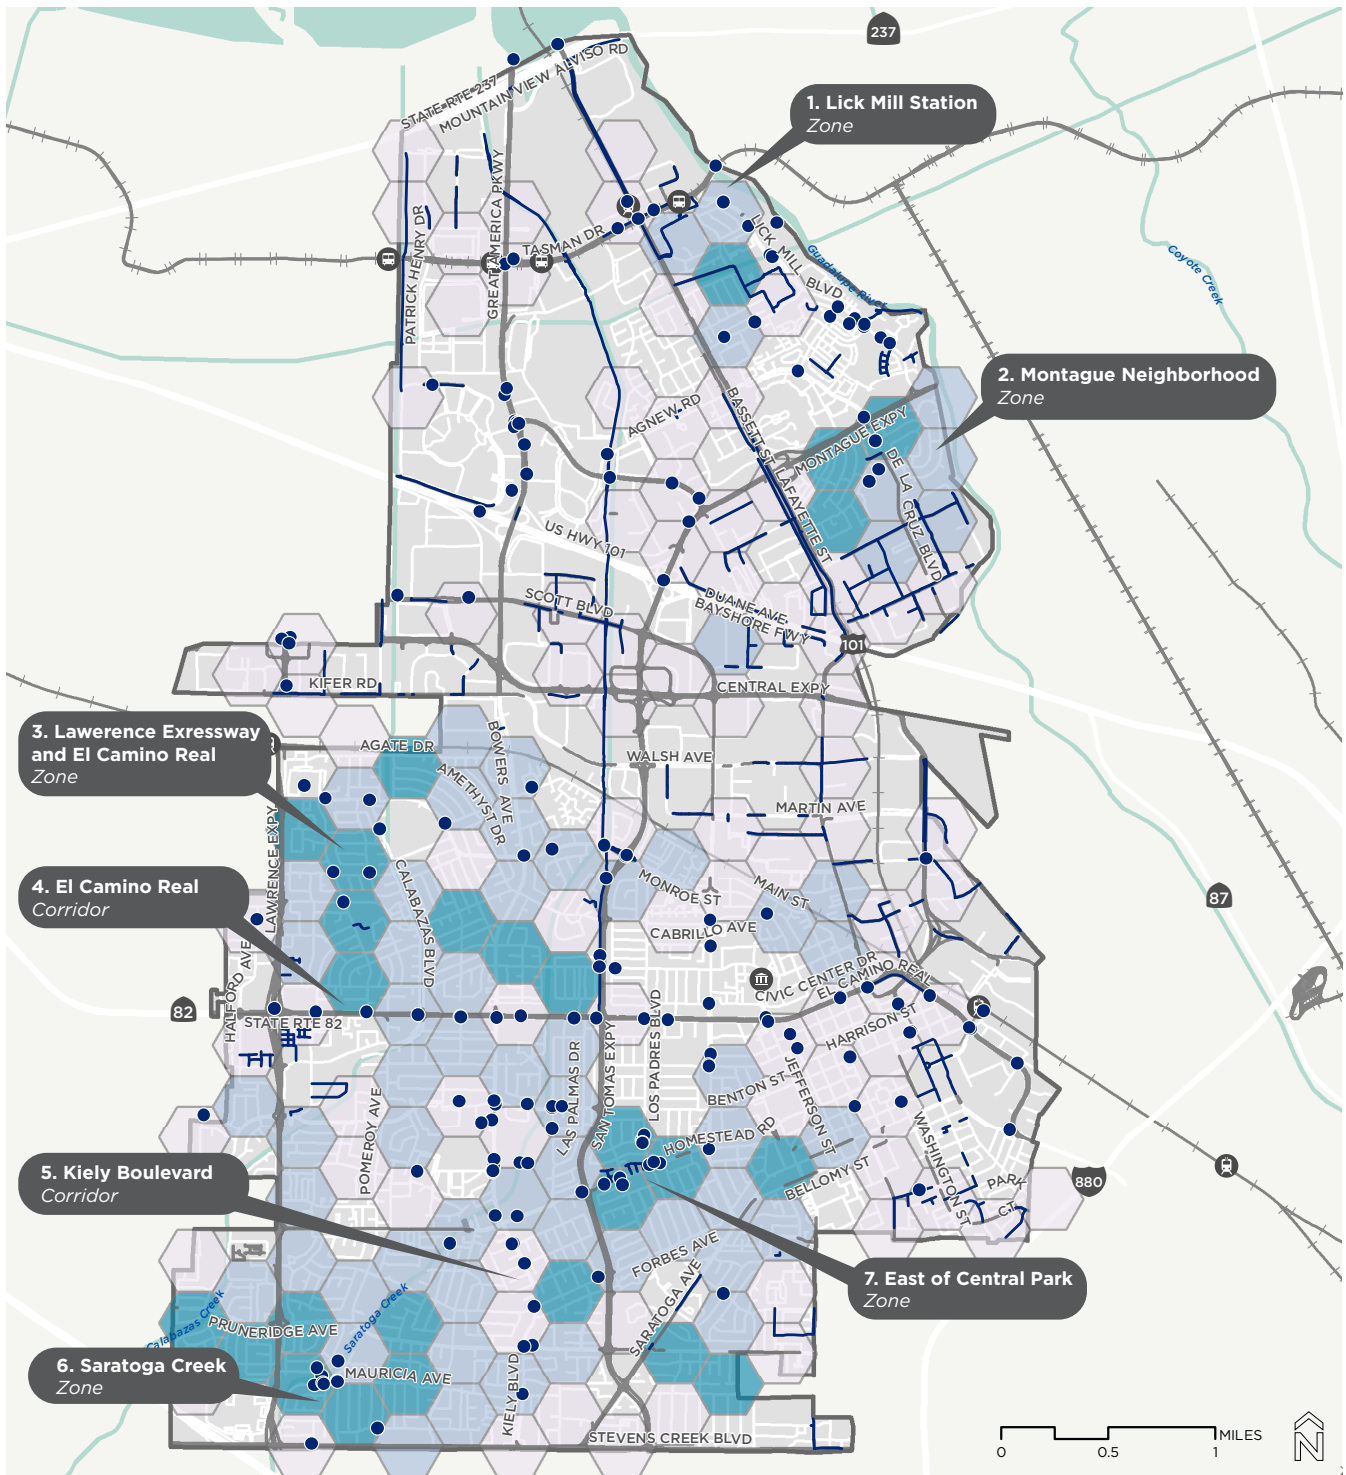 237
STATE RTE 237
MOUNTAIN VIEW ALVISO RD
1. Lick Mill Station
Zone
PATRICK HENRY DR
GREAT AMERICA PKWY
TASMAN DR
LICK MILL BLVD
Guadalupe River
Coyote Creek
2. Montague Neighborhood
Zone
AGNEW RD
BASSETT ST
LAFAYETTE ST
MONTAGUE EXPY
DE LA CRUZ BLVD
US HWY 101
SCOTT BLVD
DUANE AVE
BAYSHORE FWY
101
KIFER RD
CENTRAL EXPY
3. Lawerence Exressway
and El Camino Real
Zone
AGATE DR
BOWERS AVE
AMETHYST DR
WALSH AVE
MARTIN AVE
LAWRENCE EXPY
4. El Camino Real
Corridor
CALABAZAS BLVD
MONROE ST
MAIN ST
87
CABRILLO AVE
HALFORD AVE
CIVIC CENTER DR
EL CAMINO REAL
82
STATE RTE 82
HARRISON ST
LOS PADRES BLVD
SAN TOMAS EXPY
LAS PALMAS DR
JEFFERSON ST
BENTON ST
POMEROY AVE
HOMESTEAD RD
WASHINGTON ST
BELLOMY ST
5. Kiely Boulevard
Corridor
PARK
CT
880
FORBES AVE
SARATOGA AVE
7. East of Central Park
Zone
Calabazas Creek
Saratoga Creek
PRUNERIDGE AVE
6. Saratoga Creek
Zone
MAURICIA AVE
KIELY BLVD
STEVENS CREEK BLVD
MILES
0
0.5
1
N